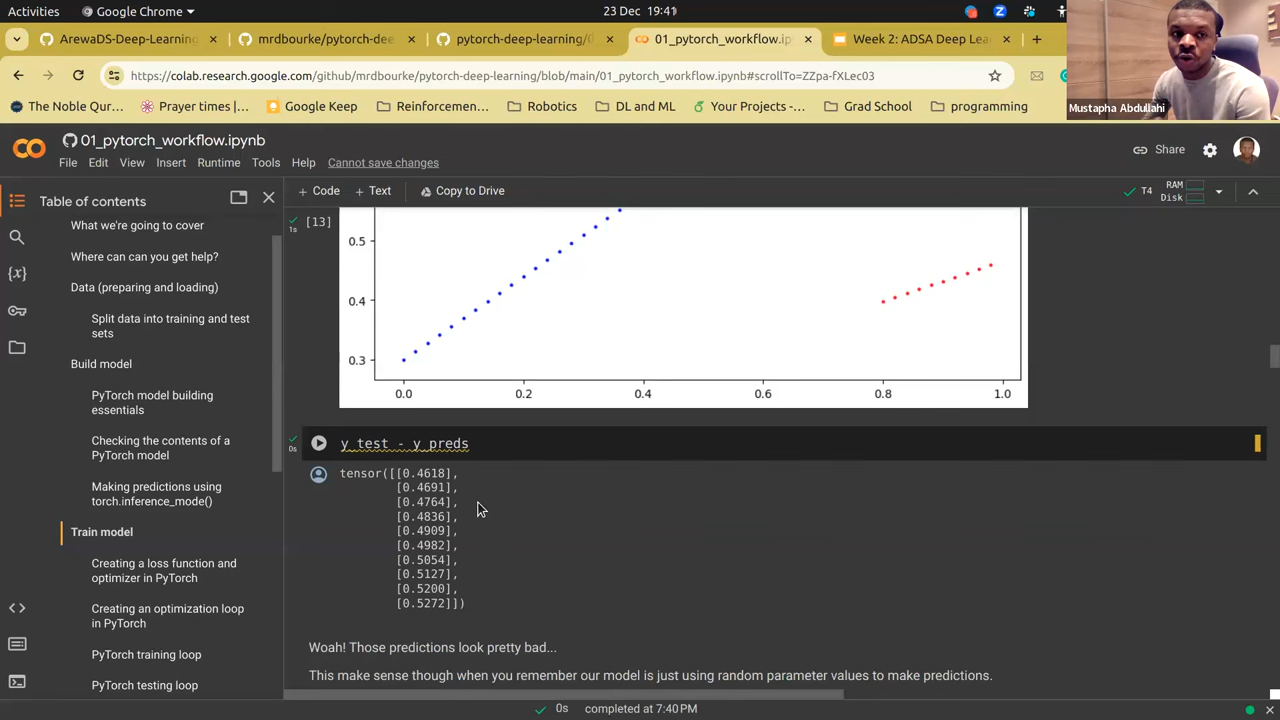 Activities
Google Chrome
23 Dec 19:41
ArewaDS-Deep-Learning
mrdbourke/pytorch-dee
pytorch-deep-learning/
01_pytorch_workflow.ipy
Week 2: ADSA Deep Lea
https://colab.research.google.com/github/mrdbourke/pytorch-deep-learning/blob/main/01_pytorch_workflow.ipynb#scrollTo=ZZpa-fXLec03
The Noble Qur...
Prayer times |...
Google Keep
Reinforcemen...
Robotics
DL and ML
Your Projects -...
Grad School
programming
Mustapha Abdullahi
01_pytorch_workflow.ipynb
File Edit View Insert Runtime Tools Help Cannot save changes
Share
Table of contents
+ Code + Text Copy to Drive
T4
RAM
Disk
What we're going to cover
Where can can you get help?
Data (preparing and loading)
Split data into training and test
sets
Build model
PyTorch model building
essentials
Checking the contents of a
PyTorch model
Making predictions using
torch.inference_mode()
Train model
Creating a loss function and
optimizer in PyTorch
Creating an optimization loop
in PyTorch
PyTorch training loop
PyTorch testing loop
1s
[13]
0.5
0.4
0.3
0.0 0.2 0.4 0.6 0.8 1.0
0s
y_test - y_preds
tensor([[0.4618],
[0.4691],
[0.4764],
[0.4836],
[0.4909],
[0.4982],
[0.5054],
[0.5127],
[0.5200],
[0.5272]])
Woah! Those predictions look pretty bad...
This make sense though when you remember our model is just using random parameter values to make predictions.
0s completed at 7:40 PM